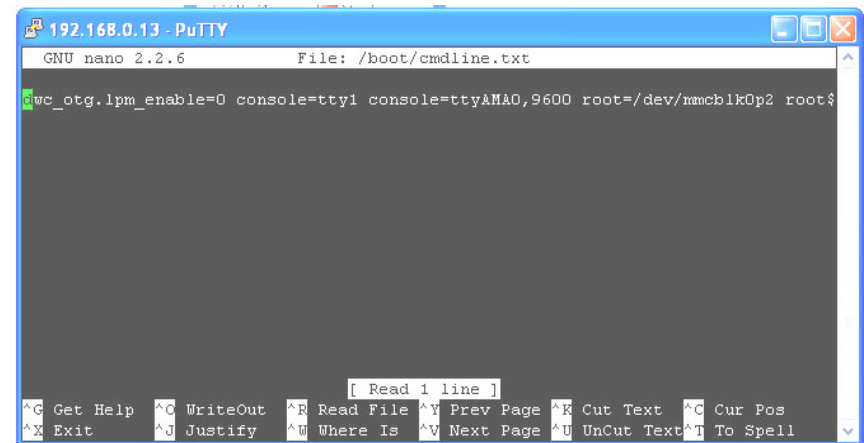 192.168.0.13 - PuTTY
GNU nano 2.2.6 File: /boot/cmdline.txt
dwc_otg.lpm_enable=0 console=tty1 console=ttyAMA0,9600 root=/dev/mmcblk0p2 root$
[ Read 1 line ]
^G Get Help ^O WriteOut ^R Read File ^Y Prev Page ^K Cut Text ^C Cur Pos
^X Exit ^J Justify ^W Where Is ^V Next Page ^U UnCut Text^T To Spell